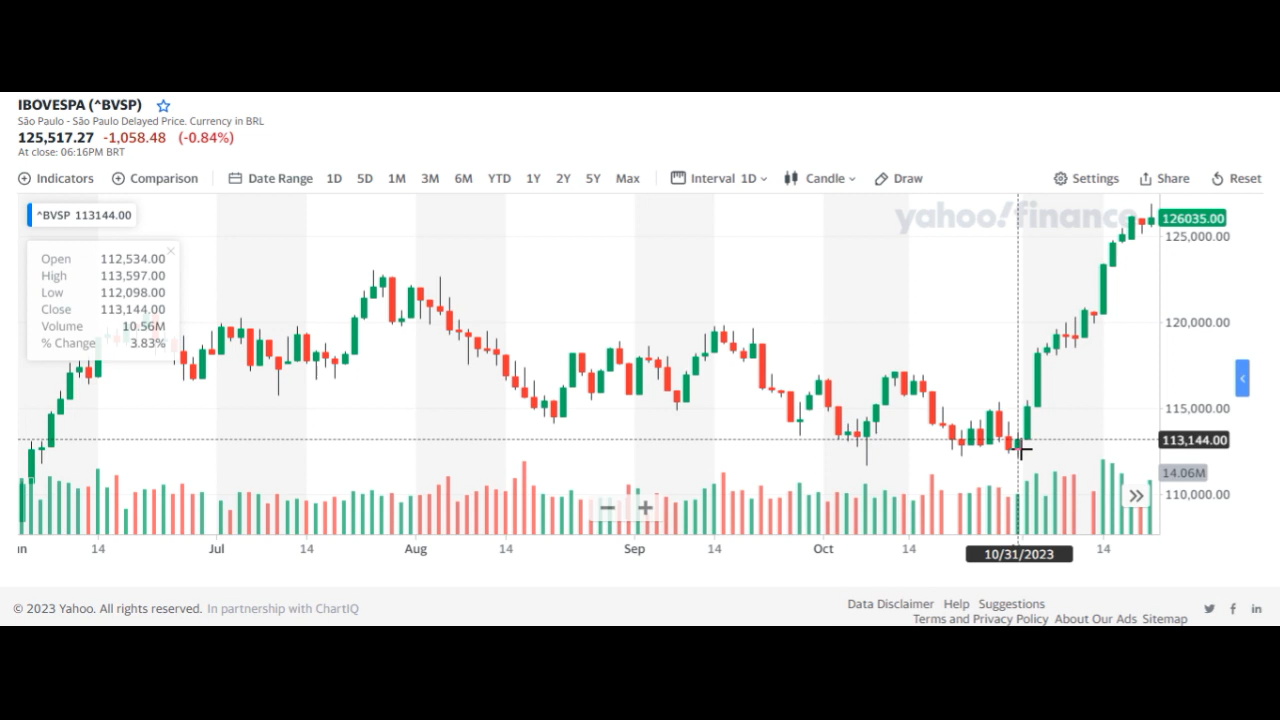 IBOVESPA (^BVSP)
São Paulo - São Paulo Delayed Price. Currency in BRL
125,517.27 -1,058.48 (-0.84%)
At close: 06:16PM BRT
Indicators Comparison Date Range 1D 5D 1M 3M 6M YTD 1Y 2Y 5Y Max Interval 1D Candle Draw Settings Share Reset
^BVSP 113144.00
yahoo!finance
126035.00
125,000.00
Open 112,534.00
High 113,597.00
Low 112,098.00
Close 113,144.00
Volume 10.56M
% Change 3.83%
120,000.00
115,000.00
113,144.00
14.06M
110,000.00
14 Jul 14 Aug 14 Sep 14 Oct 14 10/31/2023 14
© 2023 Yahoo. All rights reserved. In partnership with ChartIQ
Data Disclaimer Help Suggestions
Terms and Privacy Policy About Our Ads Sitemap